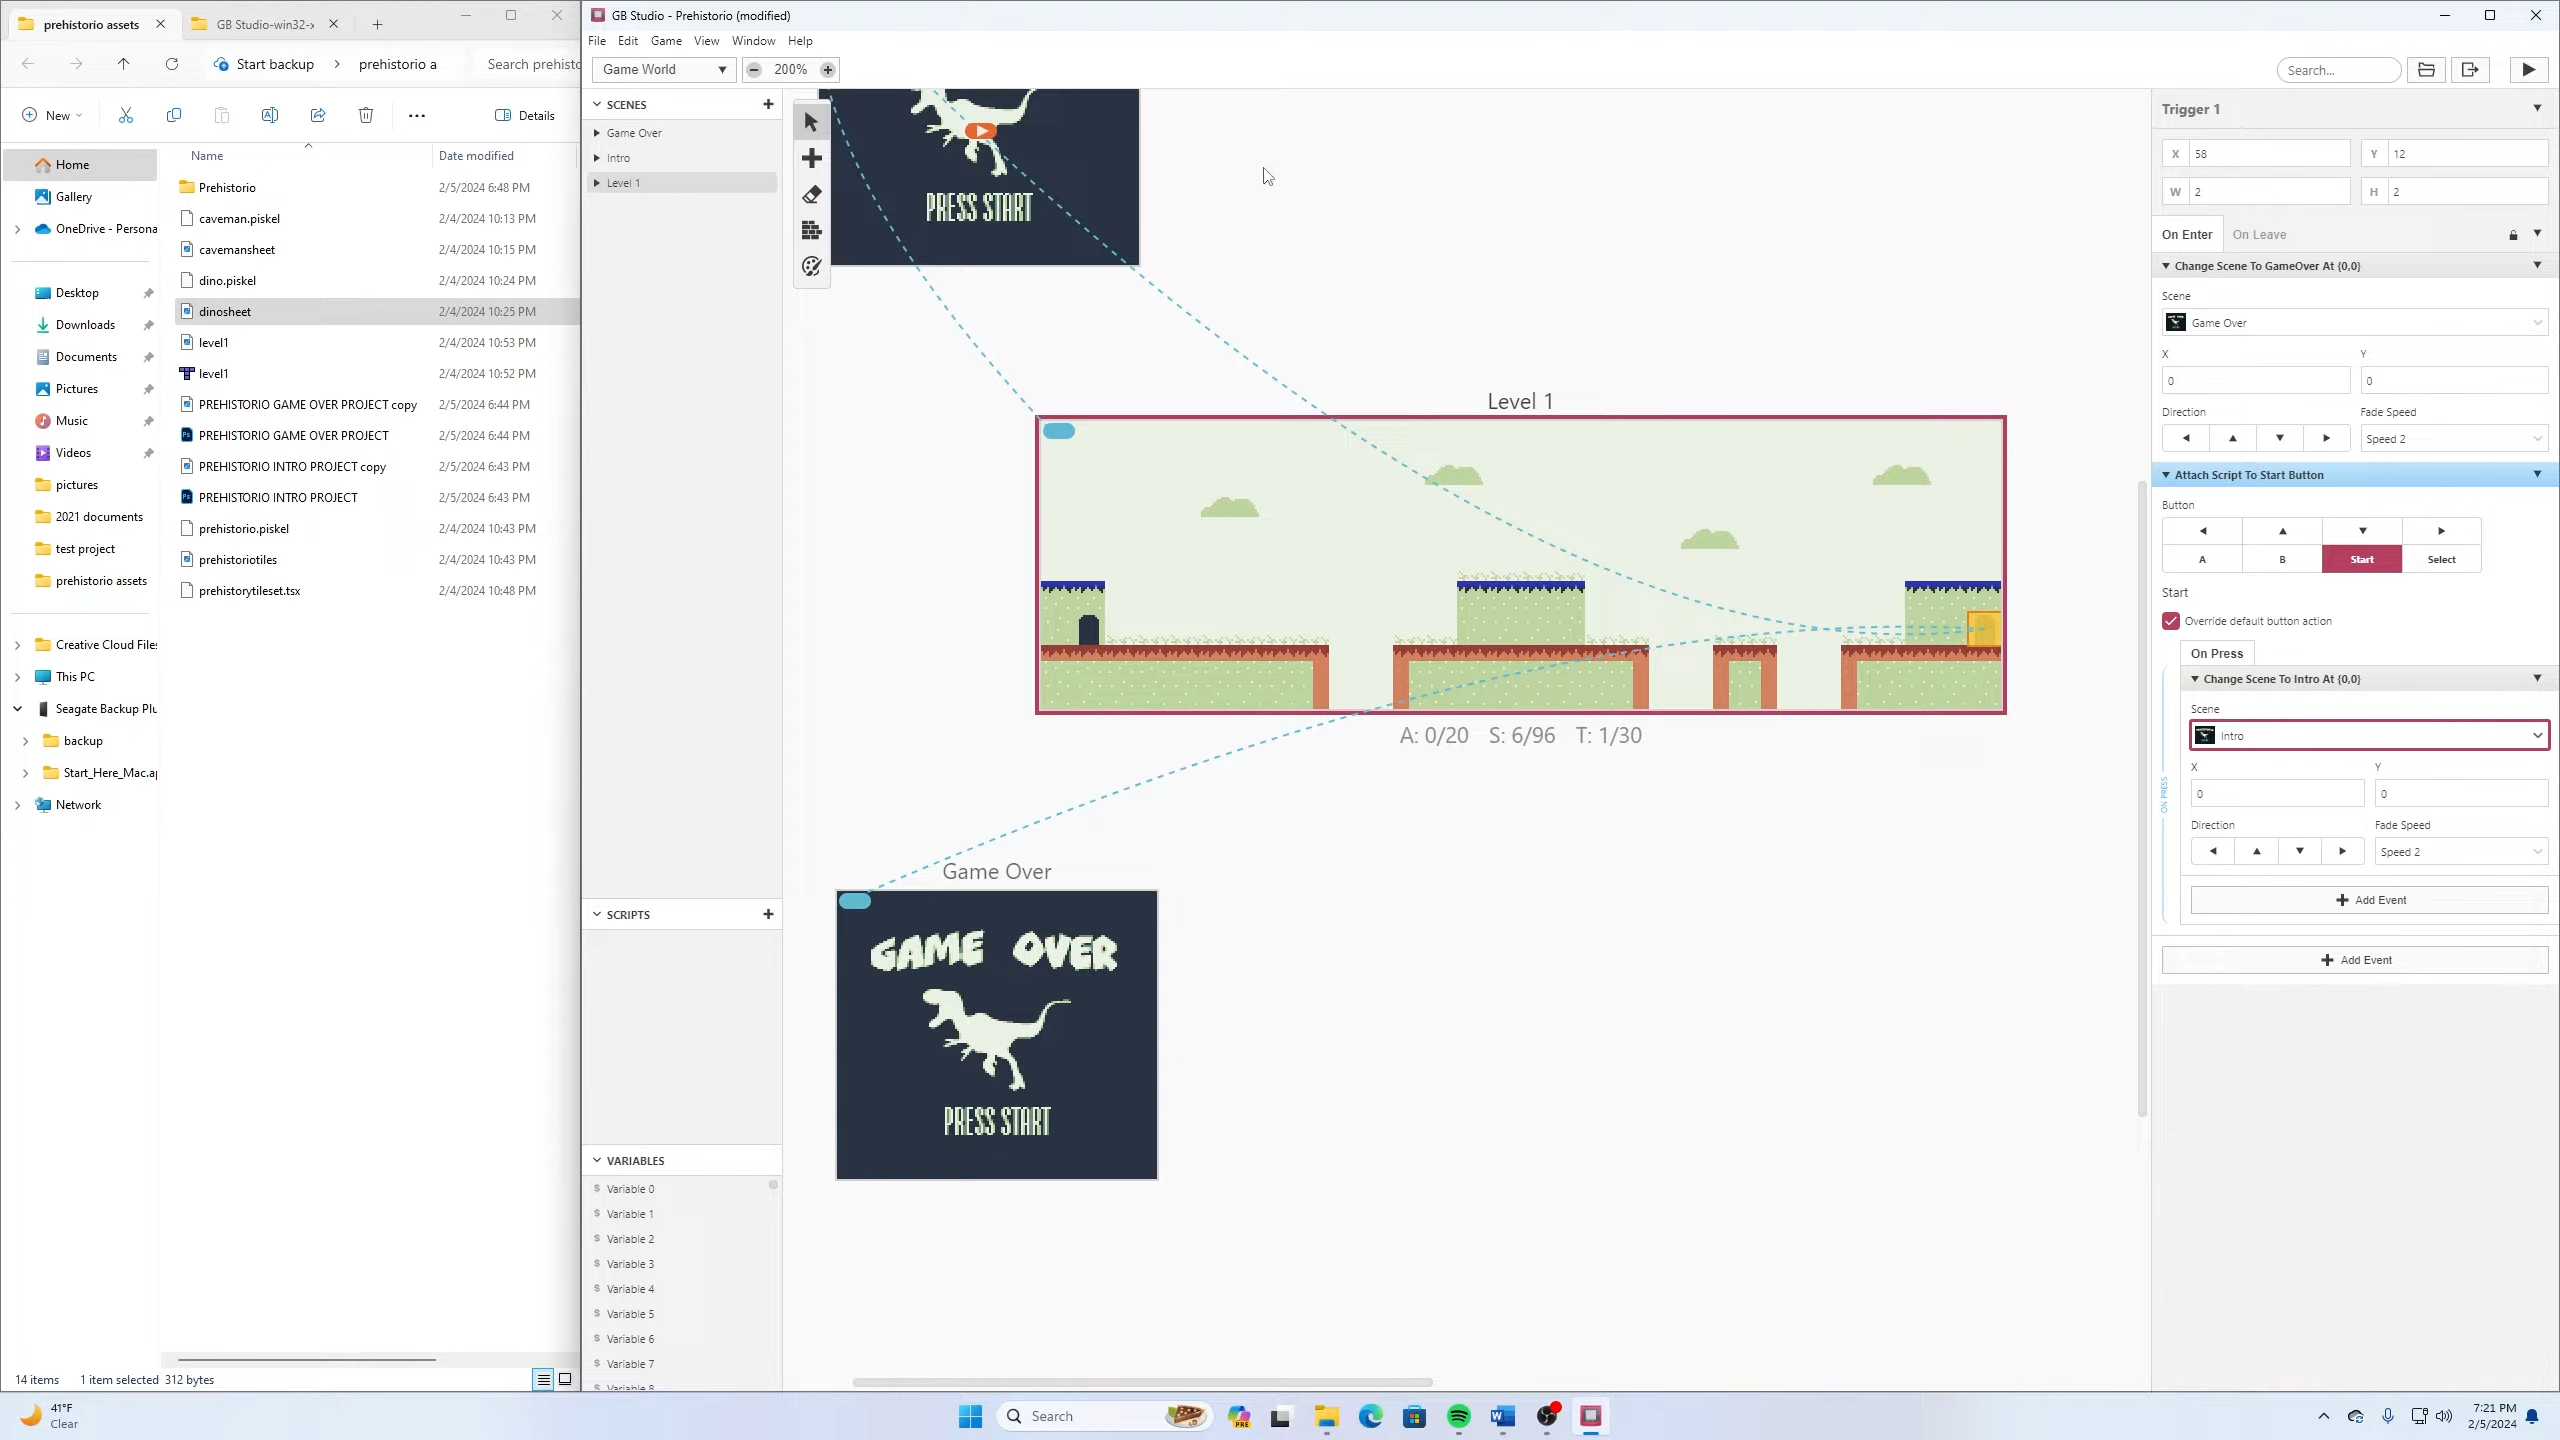 prehistorio assets
GB Studio-win32-x
Start backup
prehistorio a
Search prehistc
New
Details
Name
Date modified
Home
Gallery
OneDrive - Persona
Desktop
Downloads
Documents
Pictures
Music
Videos
pictures
2021 documents
test project
prehistorio assets
Creative Cloud Files
This PC
Seagate Backup Plu
backup
Start_Here_Mac.ap
Network
Prehistorio 2/5/2024 6:48 PM
caveman.piskel 2/4/2024 10:13 PM
cavemansheet 2/4/2024 10:15 PM
dino.piskel 2/4/2024 10:24 PM
dinosheet 2/4/2024 10:25 PM
level1 2/4/2024 10:53 PM
level1 2/4/2024 10:52 PM
PREHISTORIO GAME OVER PROJECT copy 2/5/2024 6:44 PM
PREHISTORIO GAME OVER PROJECT 2/5/2024 6:44 PM
PREHISTORIO INTRO PROJECT copy 2/5/2024 6:43 PM
PREHISTORIO INTRO PROJECT 2/5/2024 6:43 PM
prehistorio.piskel 2/4/2024 10:43 PM
prehistoriotiles 2/4/2024 10:43 PM
prehistorytileset.tsx 2/4/2024 10:48 PM
14 items 1 item selected 312 bytes
GB Studio - Prehistorio (modified)
File Edit Game View Window Help
Game World
200%
Search...
SCENES
Game Over
Intro
Level 1
SCRIPTS
VARIABLES
Variable 0
Variable 1
Variable 2
Variable 3
Variable 4
Variable 5
Variable 6
Variable 7
Variable 8
PRESS START
Level 1
A: 0/20 S: 6/96 T: 1/30
Game Over
GAME OVER
PRESS START
Trigger 1
X 58 Y 12
W 2 H 2
On Enter On Leave
Change Scene To GameOver At {0,0}
Scene
Game Over
X Y
0 0
Direction Fade Speed
Speed 2
Attach Script To Start Button
Button
A B Start Select
Start
Override default button action
On Press
ON PRESS
Change Scene To Intro At {0,0}
Scene
Intro
X Y
0 0
Direction Fade Speed
Speed 2
Add Event
Add Event
41°F
Clear
Search
PRE
7:21 PM
2/5/2024